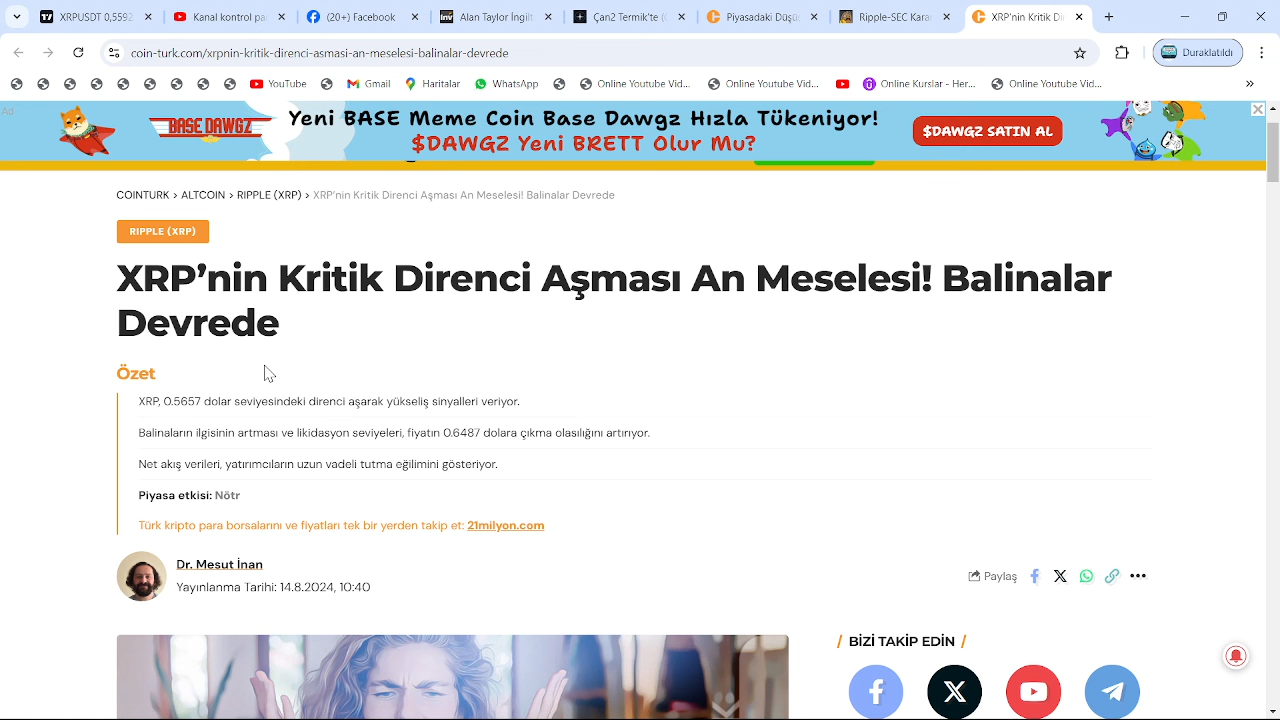 XRPUSDT 0,5592
Kanal kontrol pa
(20+) Facebook
Alarmlaylor İngil
Çan2 Termik'te
Piyasadaki Düşü
Ripple-SEC Karar
XRP'nin Kritik Di
coin-turk.com/xrpnin-kritik-direnci-asmasi-an-meselesi-balinalar-devrede
Duraklatıldı
YouTube
Gmail
Haritalar
WhatsApp
Online Youtube Vid...
Online Youtube Vid...
Online Kurslar - Her...
Online Youtube Vid...
Ad
BASE DAWGZ
Yeni BASE Meme Coin Base Dawgz Hızla Tükeniyor!
$DAWGZ Yeni BRETT Olur Mu?
$DAWGZ SATIN AL
COINTURK > ALTCOIN > RIPPLE (XRP) > XRP'nin Kritik Direnci Aşması An Meselesi! Balinalar Devrede
RIPPLE (XRP)
XRP'nin Kritik Direnci Aşması An Meselesi! Balinalar
Devrede
Özet
XRP, 0.5657 dolar seviyesindeki direnci aşarak yükseliş sinyalleri veriyor.
Balinaların ilgisinin artması ve likidasyon seviyeleri, fiyatın 0.6487 dolara çıkma olasılığını artırıyor.
Net akış verileri, yatırımcıların uzun vadeli tutma eğilimini gösteriyor.
Piyasa etkisi: Nötr
Türk kripto para borsalarını ve fiyatları tek bir yerden takip et: 21milyon.com
Dr. Mesut İnan
Yayınlanma Tarihi: 14.8.2024, 10:40
Paylaş
/ BİZİ TAKİP EDİN /